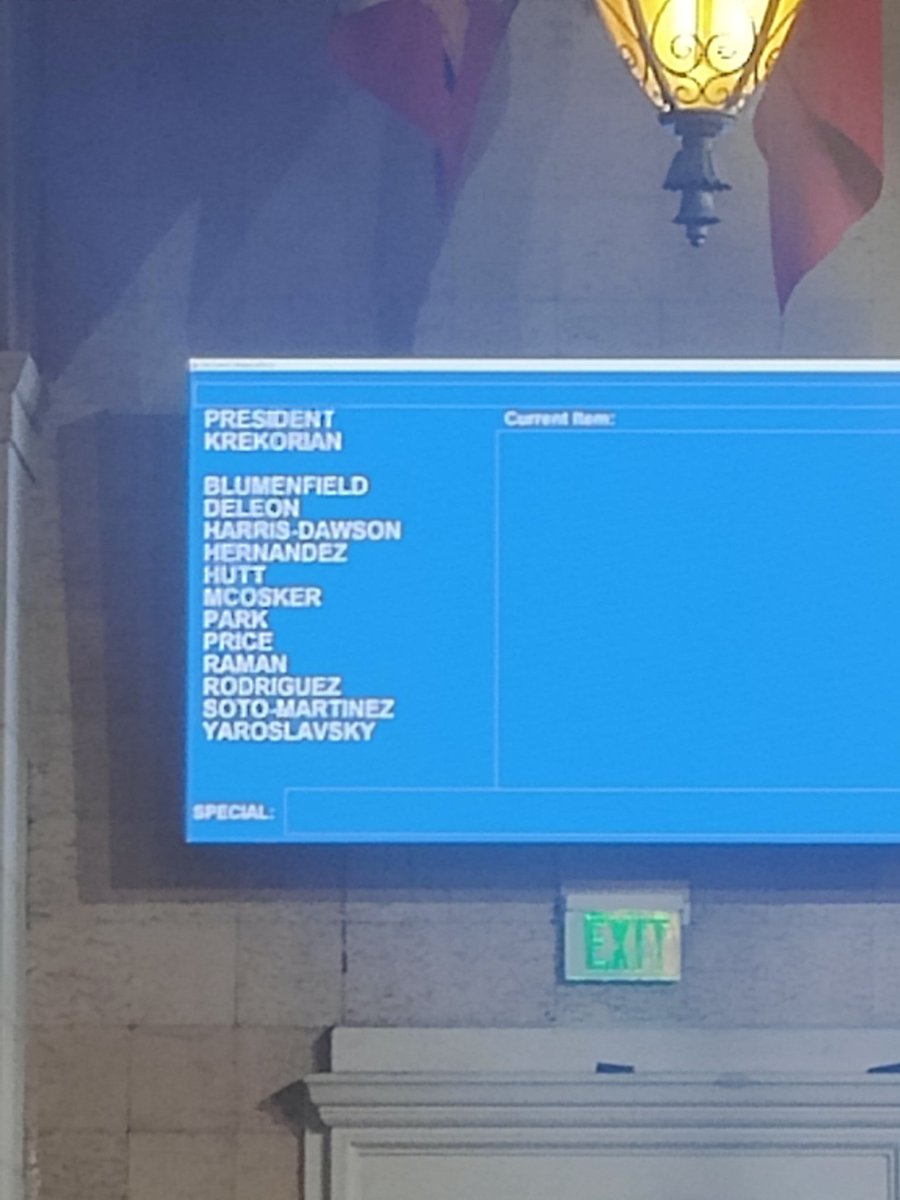 PRESIDENT
KREKORIAN
BLUMENFIELD
DELEON
HARRIS-DAWSON
HERNANDEZ
HUTT
MCOSKER
PARK
PRICE
RAMAN
RODRIGUEZ
SOTO-MARTINEZ
YAROSLAVSKY
Current Item:
SPECIAL:
EXIT